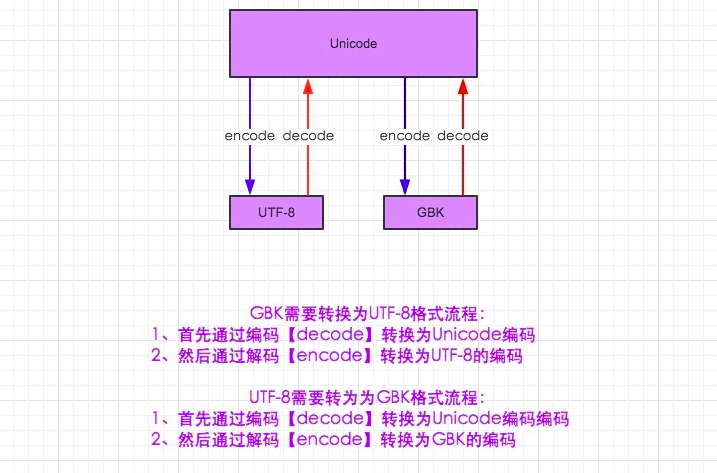 Unicode
encode decode encode decode
UTF-8 GBK
GBK需要转换为UTF-8格式流程：
1、首先通过编码【decode】转换为Unicode编码
2、然后通过解码【encode】转换为UTF-8的编码
UTF-8需要转为为GBK格式流程：
1、首先通过编码【decode】转换为Unicode编码编码
2、然后通过解码【encode】转换为GBK的编码